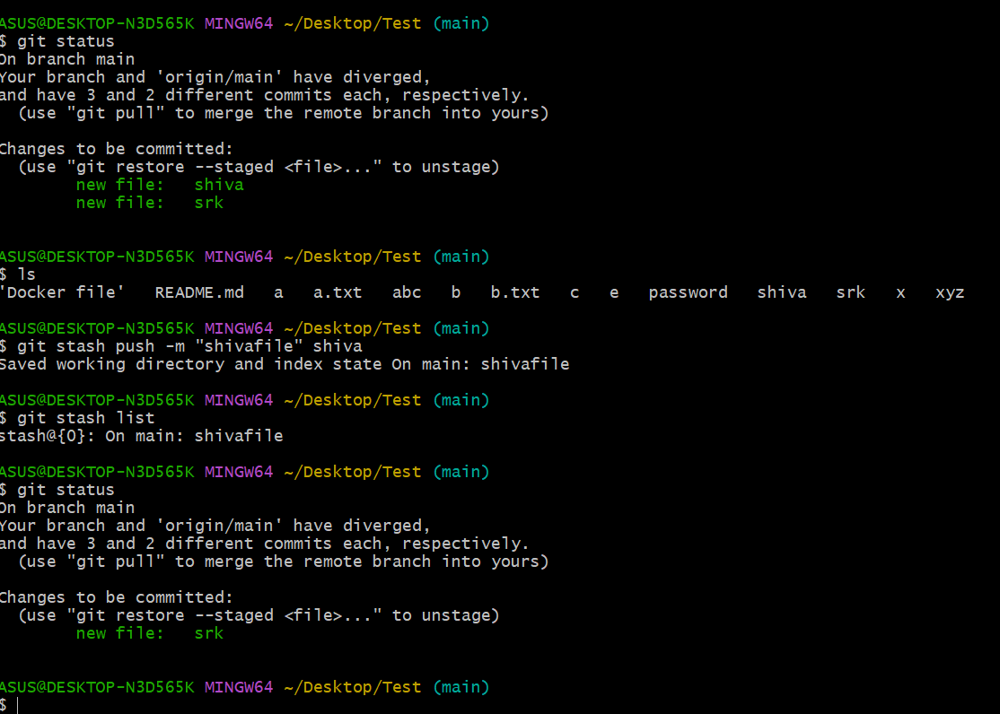 ASUS@DESKTOP-N3D565K MINGW64 ~/Desktop/Test (main)
$ git status
On branch main
Your branch and 'origin/main' have diverged,
and have 3 and 2 different commits each, respectively.
  (use "git pull" to merge the remote branch into yours)

Changes to be committed:
  (use "git restore --staged <file>..." to unstage)
        new file:   shiva
        new file:   srk

ASUS@DESKTOP-N3D565K MINGW64 ~/Desktop/Test (main)
$ ls
'Docker file'   README.md   a   a.txt   abc   b   b.txt   c   e   password   shiva   srk   x   xyz

ASUS@DESKTOP-N3D565K MINGW64 ~/Desktop/Test (main)
$ git stash push -m "shivafile" shiva
Saved working directory and index state On main: shivafile

ASUS@DESKTOP-N3D565K MINGW64 ~/Desktop/Test (main)
$ git stash list
stash@{0}: On main: shivafile

ASUS@DESKTOP-N3D565K MINGW64 ~/Desktop/Test (main)
$ git status
On branch main
Your branch and 'origin/main' have diverged,
and have 3 and 2 different commits each, respectively.
  (use "git pull" to merge the remote branch into yours)

Changes to be committed:
  (use "git restore --staged <file>..." to unstage)
        new file:   srk

ASUS@DESKTOP-N3D565K MINGW64 ~/Desktop/Test (main)
$